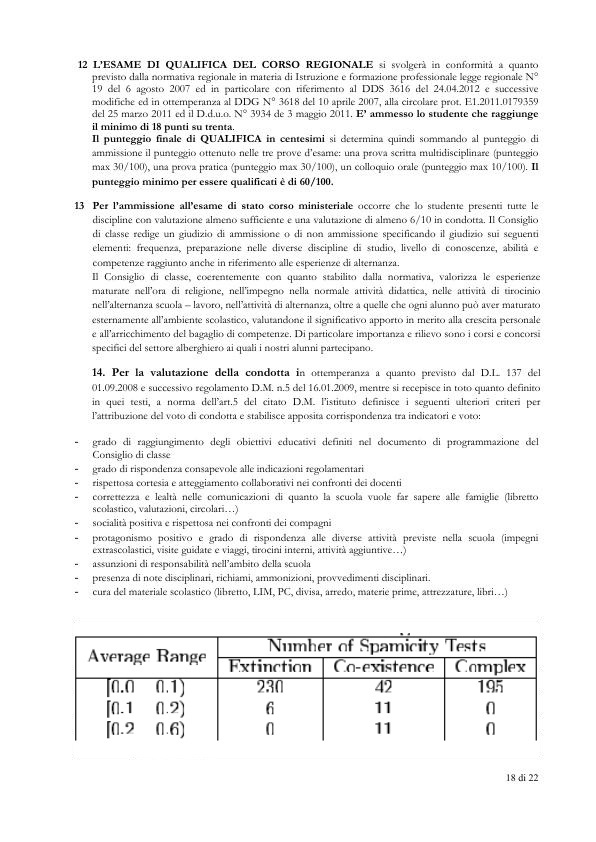 12 L’ESAME DI QUALIFICA DEL CORSO REGIONALE si svolgerà in conformità a quanto
previsto dalla normativa regionale in materia di Istruzione e formazione professionale legge regionale N°
19 del 6 agosto 2007 ed in particolare con riferimento al DDS 3616 del 24.04.2012 e successive
modifiche ed in ottemperanza al DDG N° 3618 del 10 aprile 2007, alla circolare prot. E1.2011.0179359
del 25 marzo 2011 ed il D.d.u.o. N° 3934 de 3 maggio 2011. E’ ammesso lo studente che raggiunge
il minimo di 18 punti su trenta.
Il punteggio finale di QUALIFICA in centesimi si determina quindi sommando al punteggio di
ammissione il punteggio ottenuto nelle tre prove d’esame: una prova scritta multidisciplinare (punteggio
max 30/100), una prova pratica (punteggio max 30/100), un colloquio orale (punteggio max 10/100). Il
punteggio minimo per essere qualificati è di 60/100.
13 Per l’ammissione all’esame di stato corso ministeriale occorre che lo studente presenti tutte le
discipline con valutazione almeno sufficiente e una valutazione di almeno 6/10 in condotta. Il Consiglio
di classe redige un giudizio di ammissione o di non ammissione specificando il giudizio sui seguenti
elementi: frequenza, preparazione nelle diverse discipline di studio, livello di conoscenze, abilità e
competenze raggiunto anche in riferimento alle esperienze di alternanza.
Il Consiglio di classe, coerentemente con quanto stabilito dalla normativa, valorizza le esperienze
maturate nell’ora di religione, nell’impegno nella normale attività didattica, nelle attività di tirocinio
nell’alternanza scuola – lavoro, nell’attività di alternanza, oltre a quelle che ogni alunno può aver maturato
esternamente all’ambiente scolastico, valutandone il significativo apporto in merito alla crescita personale
e all’arricchimento del bagaglio di competenze. Di particolare importanza e rilievo sono i corsi e concorsi
specifici del settore alberghiero ai quali i nostri alunni partecipano.
14. Per la valutazione della condotta in ottemperanza a quanto previsto dal D.L. 137 del
01.09.2008 e successivo regolamento D.M. n.5 del 16.01.2009, mentre si recepisce in toto quanto definito
in quei testi, a norma dell’art.5 del citato D.M. l’istituto definisce i seguenti ulteriori criteri per
l’attribuzione del voto di condotta e stabilisce apposita corrispondenza tra indicatori e voto:
- grado di raggiungimento degli obiettivi educativi definiti nel documento di programmazione del
Consiglio di classe
- grado di rispondenza consapevole alle indicazioni regolamentari
- rispettosa cortesia e atteggiamento collaborativi nei confronti dei docenti
- correttezza e lealtà nelle comunicazioni di quanto la scuola vuole far sapere alle famiglie (libretto
scolastico, valutazioni, circolari…)
- socialità positiva e rispettosa nei confronti dei compagni
- protagonismo positivo e grado di rispondenza alle diverse attività previste nella scuola (impegni
extrascolastici, visite guidate e viaggi, tirocini interni, attività aggiuntive…)
- assunzioni di responsabilità nell’ambito della scuola
- presenza di note disciplinari, richiami, ammonizioni, provvedimenti disciplinari.
- cura del materiale scolastico (libretto, LIM, PC, divisa, arredo, materie prime, attrezzature, libri…)
Average Range Number of Spamicity Tests
Extinction Co-existence Complex
[0.0 0.1) 230 42 195
[0.1 0.2) 6 11 0
[0.2 0.6) 0 11 0
18 di 22